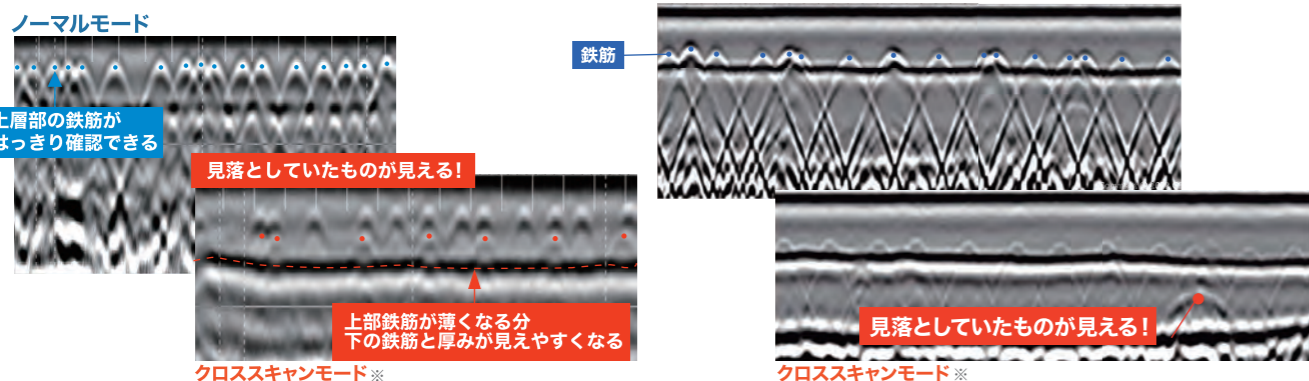 ノーマルモード
上層部の鉄筋が
はっきり確認できる
見落としていたものが見える!
上部鉄筋が薄くなる分
下の鉄筋と厚みが見えやすくなる
クロススキャンモード※
鉄筋
見落としていたものが見える!
クロススキャンモード※